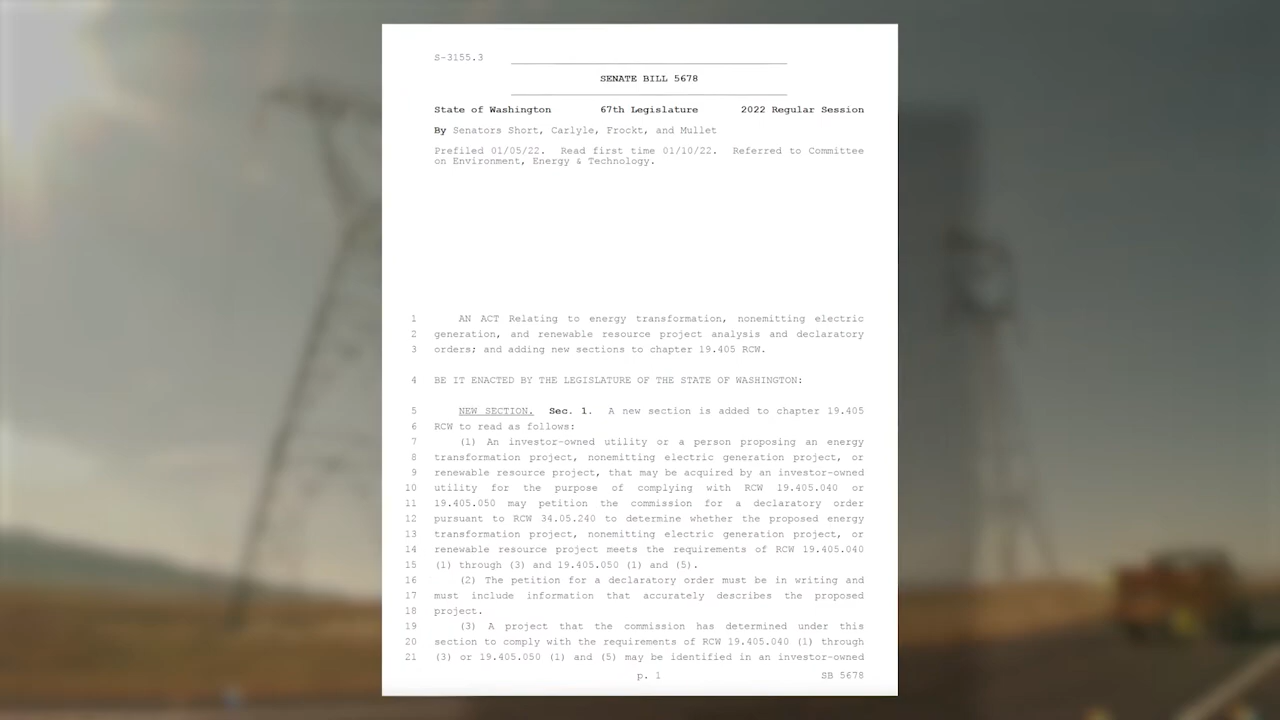 S-3155.3
SENATE BILL 5678
State of Washington 67th Legislature 2022 Regular Session
By Senators Short, Carlyle, Frockt, and Mullet
Prefiled 01/05/22. Read first time 01/10/22. Referred to Committee
on Environment, Energy & Technology.
1 AN ACT Relating to energy transformation, nonemitting electric
2 generation, and renewable resource project analysis and declaratory
3 orders; and adding new sections to chapter 19.405 RCW.
4 BE IT ENACTED BY THE LEGISLATURE OF THE STATE OF WASHINGTON:
5 NEW SECTION. Sec. 1. A new section is added to chapter 19.405
6 RCW to read as follows:
7 (1) An investor-owned utility or a person proposing an energy
8 transformation project, nonemitting electric generation project, or
9 renewable resource project, that may be acquired by an investor-owned
10 utility for the purpose of complying with RCW 19.405.040 or
11 19.405.050 may petition the commission for a declaratory order
12 pursuant to RCW 34.05.240 to determine whether the proposed energy
13 transformation project, nonemitting electric generation project, or
14 renewable resource project meets the requirements of RCW 19.405.040
15 (1) through (3) and 19.405.050 (1) and (5).
16 (2) The petition for a declaratory order must be in writing and
17 must include information that accurately describes the proposed
18 project.
19 (3) A project that the commission has determined under this
20 section to comply with the requirements of RCW 19.405.040 (1) through
21 (3) or 19.405.050 (1) and (5) may be identified in an investor-owned
p. 1 SB 5678